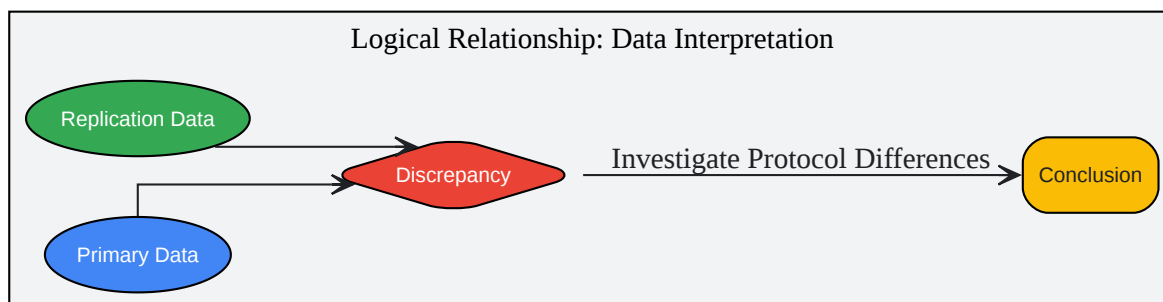 Logical Relationship: Data Interpretation
Replication Data
Investigate Protocol Differences
Discrepancy
Conclusion
Primary Data